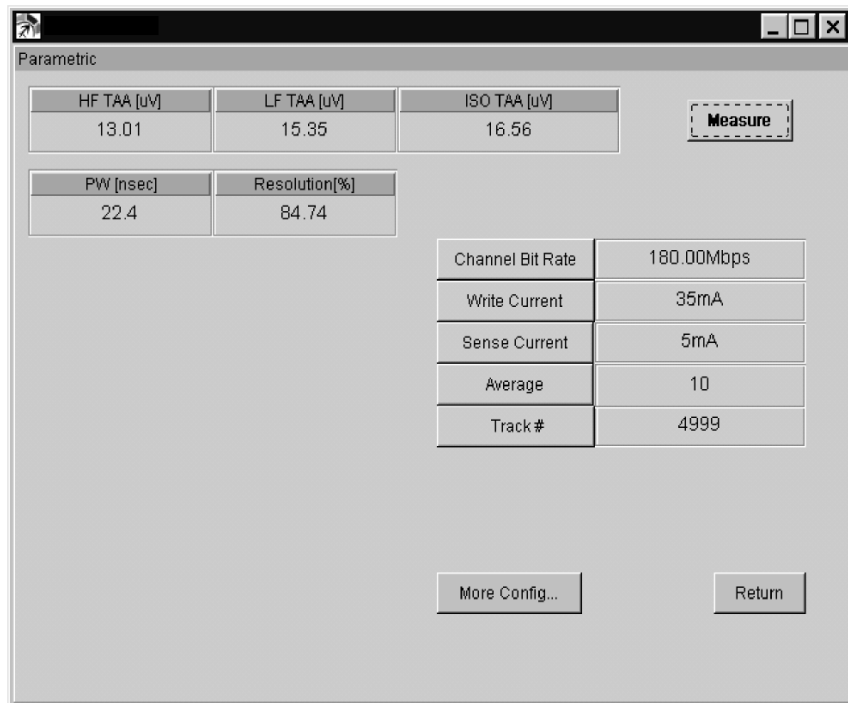 Parametric
HF TAA [uV] LF TAA [uV] ISO TAA [uV]
13.01 15.35 16.56
Measure
PW [nsec] Resolution[%]
22.4 84.74
Channel Bit Rate 180.00Mbps
Write Current 35mA
Sense Current 5mA
Average 10
Track# 4999
More Config... Return